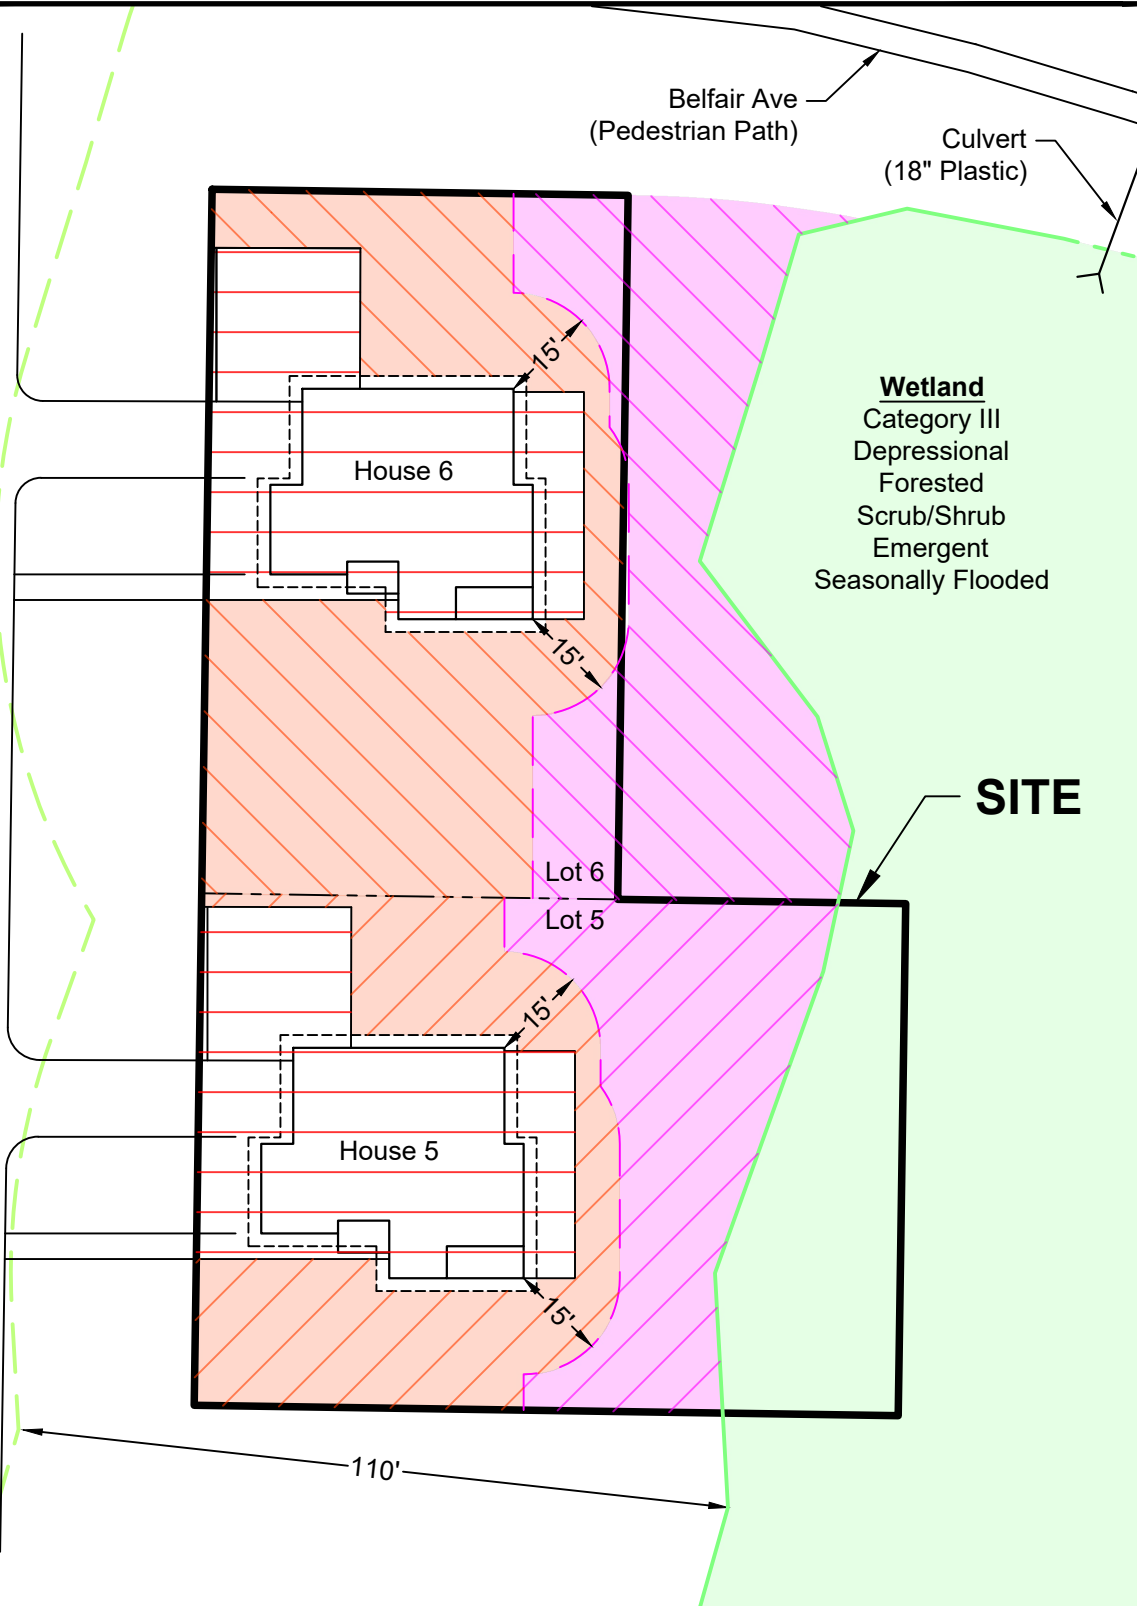 Belfair Ave
(Pedestrian Path)
Culvert
(18" Plastic)
15'
Wetland
Category III
Depressional
Forested
Scrub/Shrub
Emergent
Seasonally Flooded
House 6
15'
SITE
Lot 6
Lot 5
15'
House 5
15'
110'